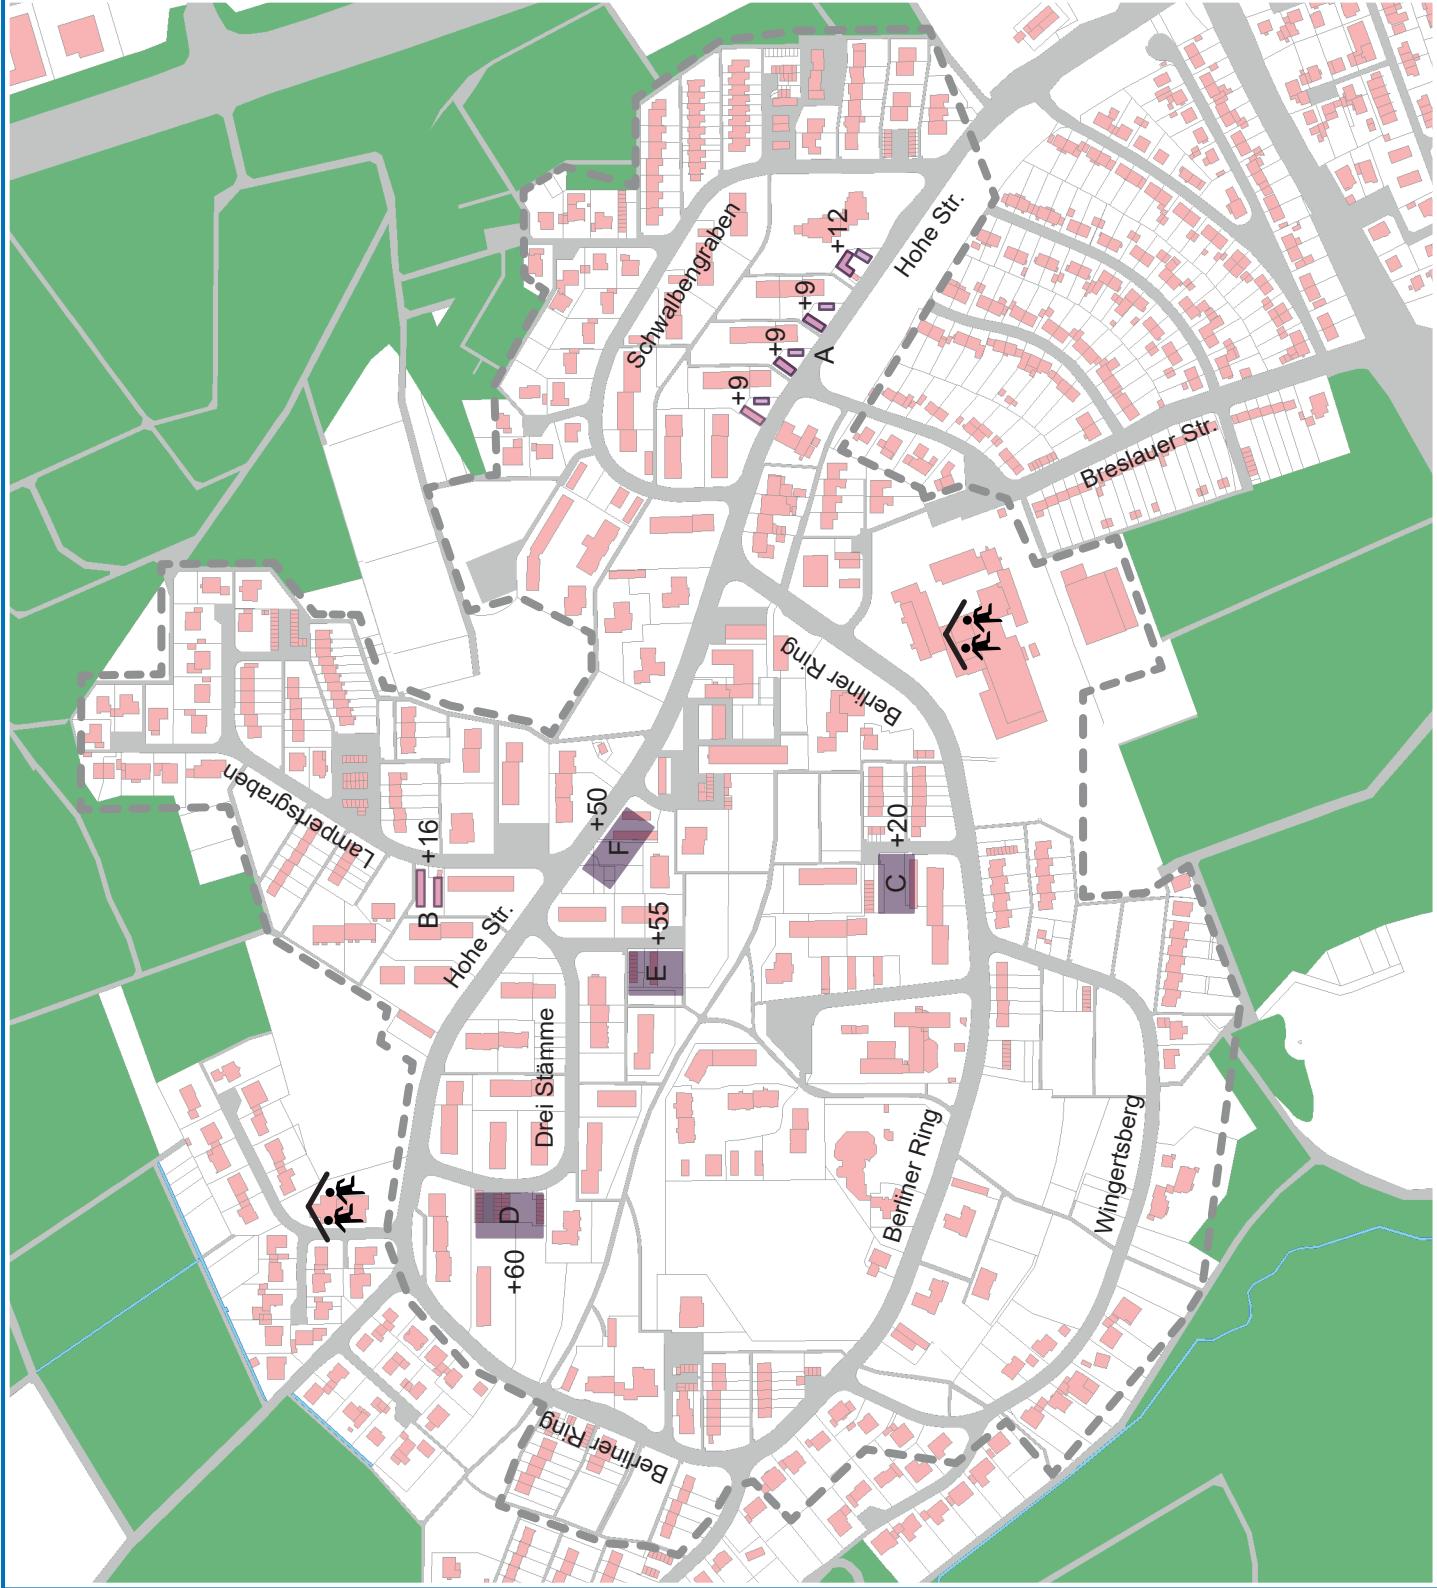 Schwalbengraben
+12
Hohe Str.
+9
+9
A
+9
Breslauer Str.
Berliner Ring
Lampertsgraben
+50
F
+16
B
+20
C
Hohe Str.
+55
E
Drei Stämme
D
+60
Berliner Ring
Wingertsberg
Berliner Ring